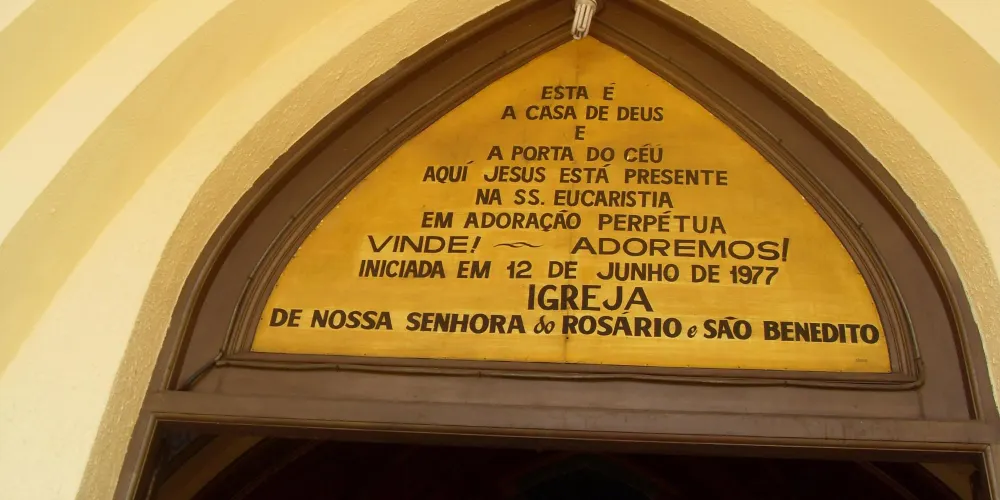 ESTA É
A CASA DE DEUS
E
A PORTA DO CÉU
AQUÍ JESUS ESTÁ PRESENTE
NA SS. EUCARISTIA
EM ADORAÇÃO PERPÉTUA
VINDE! ~ ADOREMOS!
INICIADA EM 12 DE JUNHO DE 1977
IGREJA
DE NOSSA SENHORA do ROSÁRIO e SÃO BENEDITO